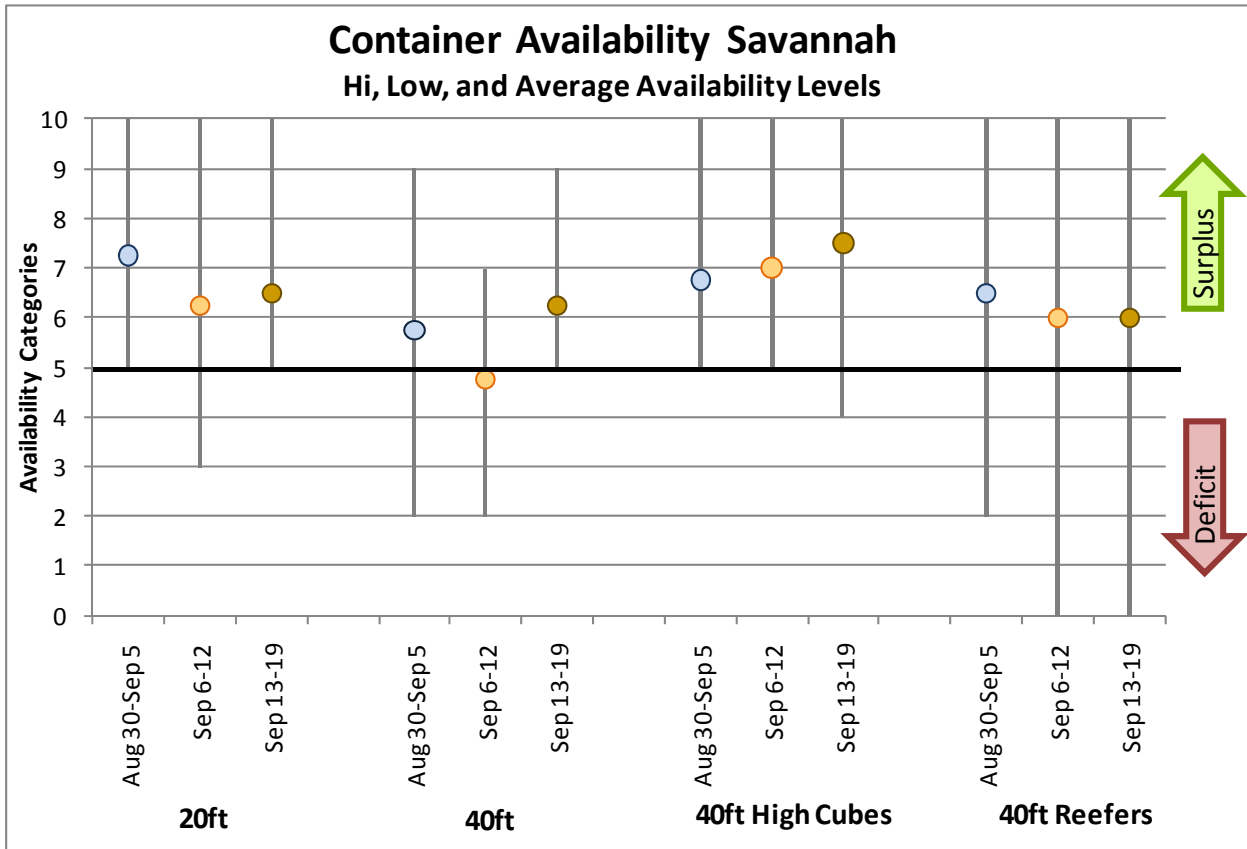 Container Availability Savannah
Hi, Low, and Average Availability Levels
Availability Categories
10
9
8
7
6
5
4
3
2
1
0
Surplus
Deficit
Aug 30-Sep 5
Sep 6-12
Sep 13-19
Aug 30-Sep 5
Sep 6-12
Sep 13-19
Aug 30-Sep 5
Sep 6-12
Sep 13-19
Aug 30-Sep 5
Sep 6-12
Sep 13-19
20ft
40ft
40ft High Cubes
40ft Reefers